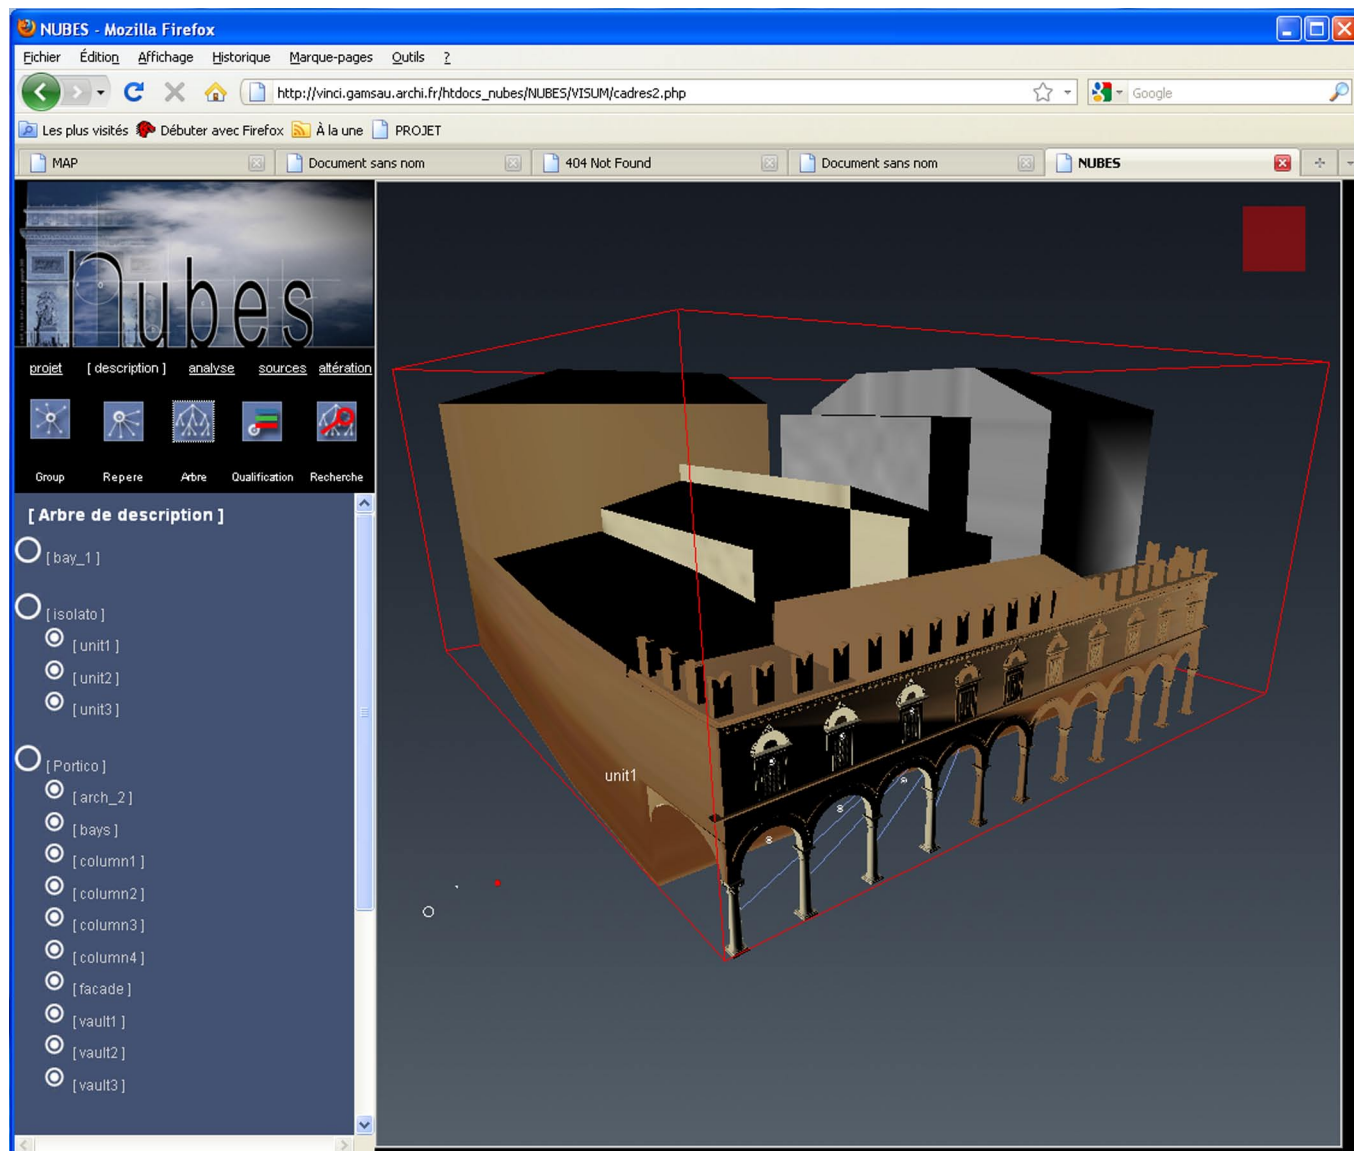 NUBES - Mozilla Firefox
Fichier Édition Affichage Historique Marque-pages Outils ?
http://vinci.gamsau.archi.fr/htdocs_nubes/NUBES/VISUM/cadres2.php
Google
Les plus visités Débuter avec Firefox À la une PROJET
MAP Document sans nom 404 Not Found Document sans nom NUBES
nubes
projet [ description ] analyse sources altération
Group Repere Arbre Qualification Recherche
[ Arbre de description ]
[ bay_1 ]
[ isolato ]
[ unit1 ]
[ unit2 ]
[ unit3 ]
[ Portico ]
[ arch_2 ]
[ bays ]
[ column1 ]
[ column2 ]
[ column3 ]
[ column4 ]
[ facade ]
[ vault1 ]
[ vault2 ]
[ vault3 ]
unit1